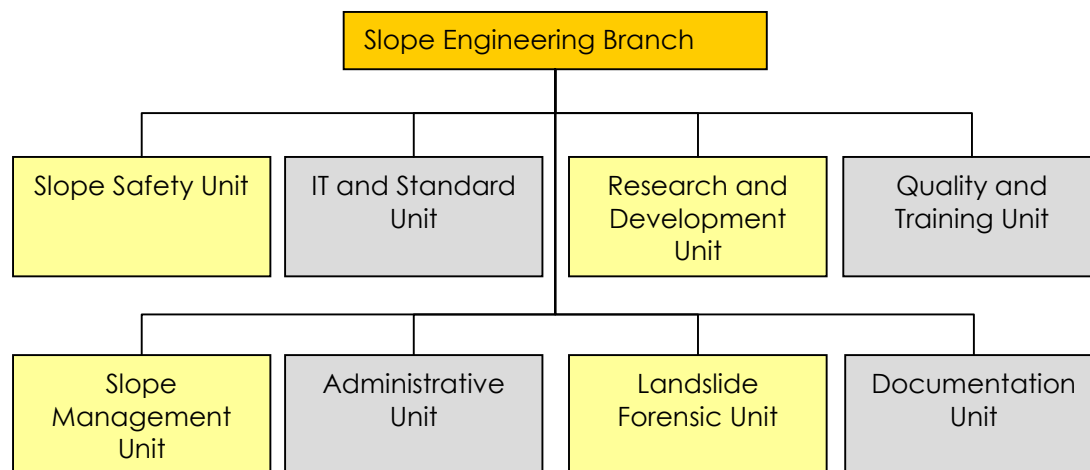 Slope Engineering Branch
Slope Safety Unit
IT and Standard
Unit
Research and
Development
Unit
Quality and
Training Unit
Slope
Management
Unit
Administrative
Unit
Landslide
Forensic Unit
Documentation
Unit